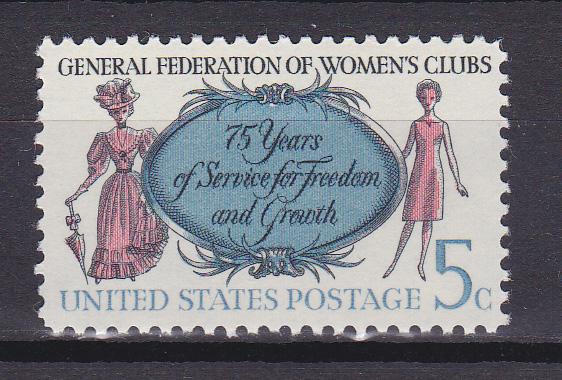 GENERAL FEDERATION OF WOMEN'S CLUBS
75 Years
of Service for Freedom
and Growth
UNITED STATES POSTAGE 5c